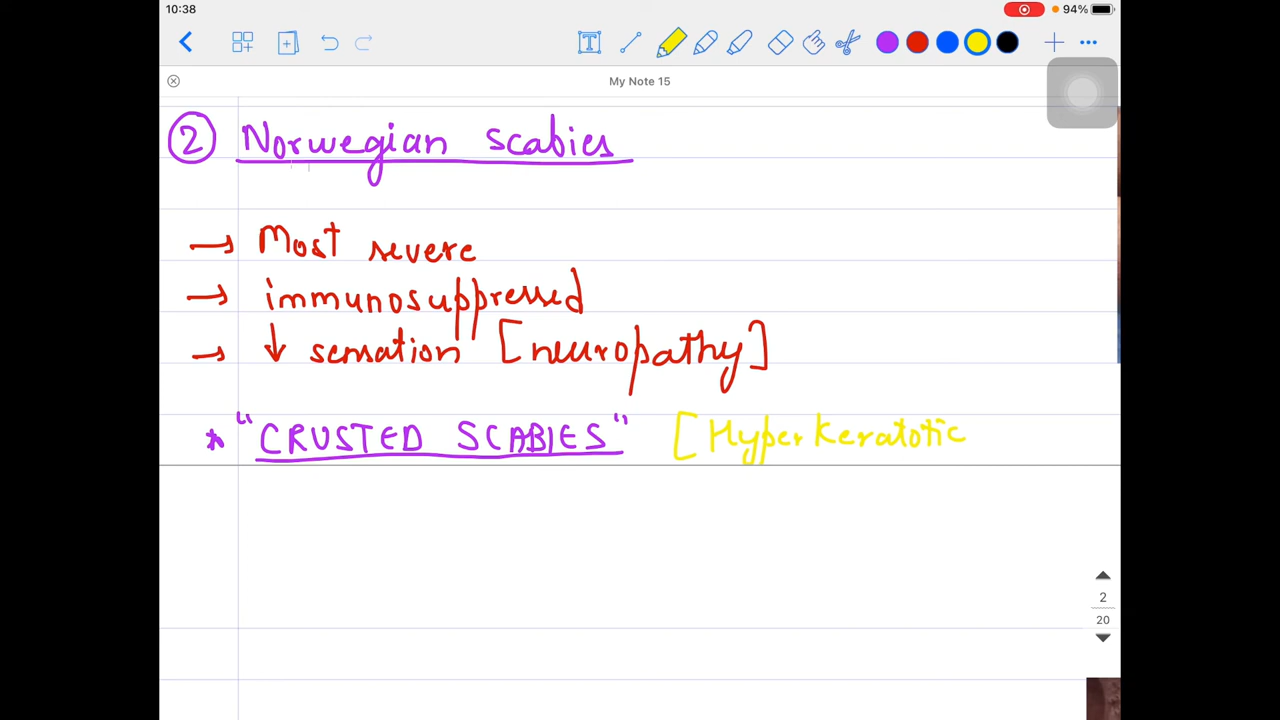 10:38
94%
My Note 15
② Norwegian scabies
→ Most severe
→ immunosuppressed
→ ↓ sensation [neuropathy]
* "CRUSTED SCABIES" [Hyperkeratotic
2
20